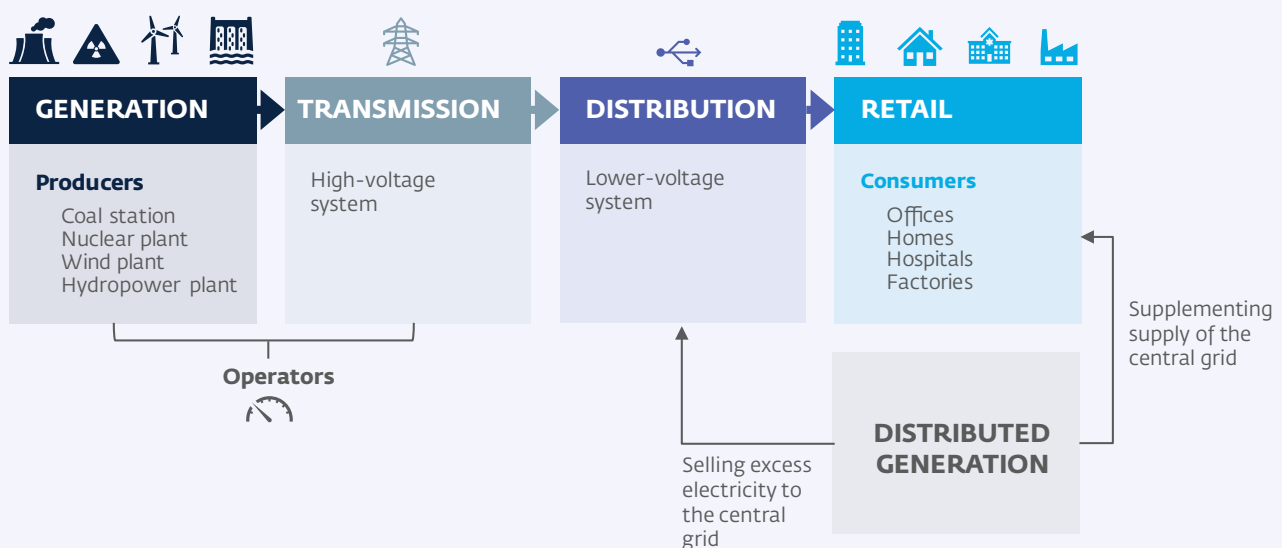 GENERATION
TRANSMISSION
DISTRIBUTION
RETAIL
Producers
Coal station
Nuclear plant
Wind plant
Hydropower plant
High-voltage
system
Lower-voltage
system
Consumers
Offices
Homes
Hospitals
Factories
Operators
Supplementing
supply of the
central grid
DISTRIBUTED
GENERATION
Selling excess
electricity to
the central
grid